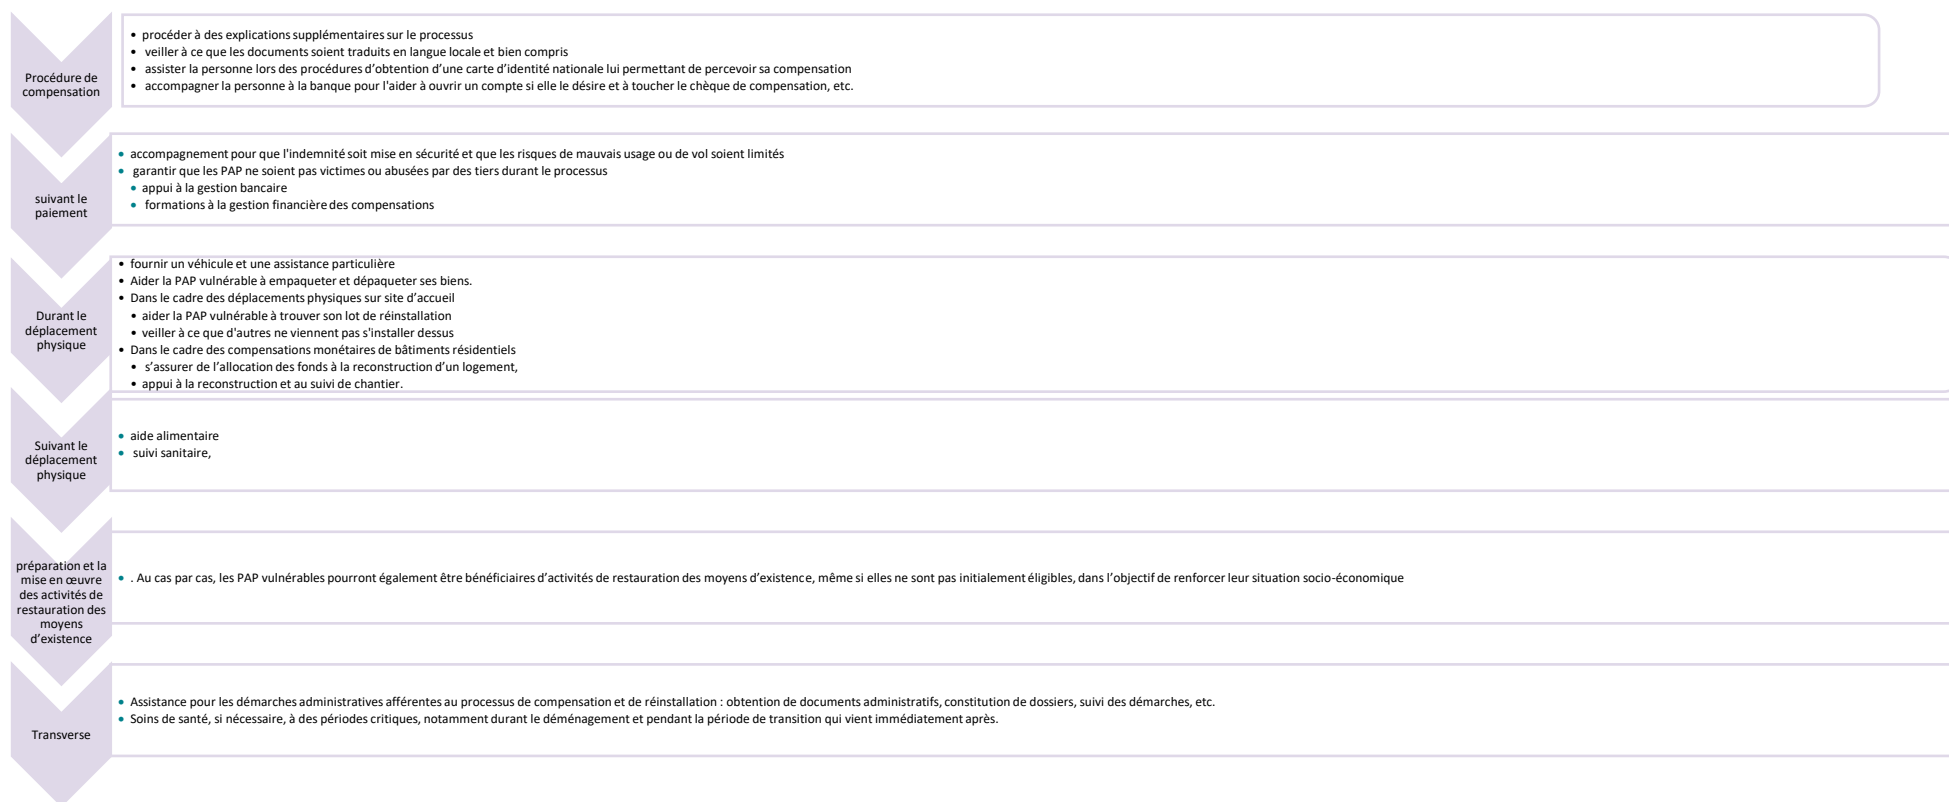 Procédure de
compensation
• procéder à des explications supplémentaires sur le processus
• veiller à ce que les documents soient traduits en langue locale et bien compris
• assister la personne lors des procédures d’obtention d’une carte d’identité nationale lui permettant de percevoir sa compensation
• accompagner la personne à la banque pour l'aider à ouvrir un compte si elle le désire et à toucher le chèque de compensation, etc.
suivant le
paiement
• accompagnement pour que l'indemnité soit mise en sécurité et que les risques de mauvais usage ou de vol soient limités
• garantir que les PAP ne soient pas victimes ou abusées par des tiers durant le processus
• appui à la gestion bancaire
• formations à la gestion financière des compensations
Durant le
déplacement
physique
• fournir un véhicule et une assistance particulière
• Aider la PAP vulnérable à empaqueter et dépaqueter ses biens.
• Dans le cadre des déplacements physiques sur site d’accueil
• aider la PAP vulnérable à trouver son lot de réinstallation
• veiller à ce que d'autres ne viennent pas s'installer dessus
• Dans le cadre des compensations monétaires de bâtiments résidentiels
• s’assurer de l’allocation des fonds à la reconstruction d’un logement,
• appui à la reconstruction et au suivi de chantier.
Suivant le
déplacement
physique
• aide alimentaire
• suivi sanitaire,
préparation et la
mise en œuvre
des activités de
restauration des
moyens
d’existence
• . Au cas par cas, les PAP vulnérables pourront également être bénéficiaires d’activités de restauration des moyens d’existence, même si elles ne sont pas initialement éligibles, dans l’objectif de renforcer leur situation socio-économique
Transverse
• Assistance pour les démarches administratives afférentes au processus de compensation et de réinstallation : obtention de documents administratifs, constitution de dossiers, suivi des démarches, etc.
• Soins de santé, si nécessaire, à des périodes critiques, notamment durant le déménagement et pendant la période de transition qui vient immédiatement après.